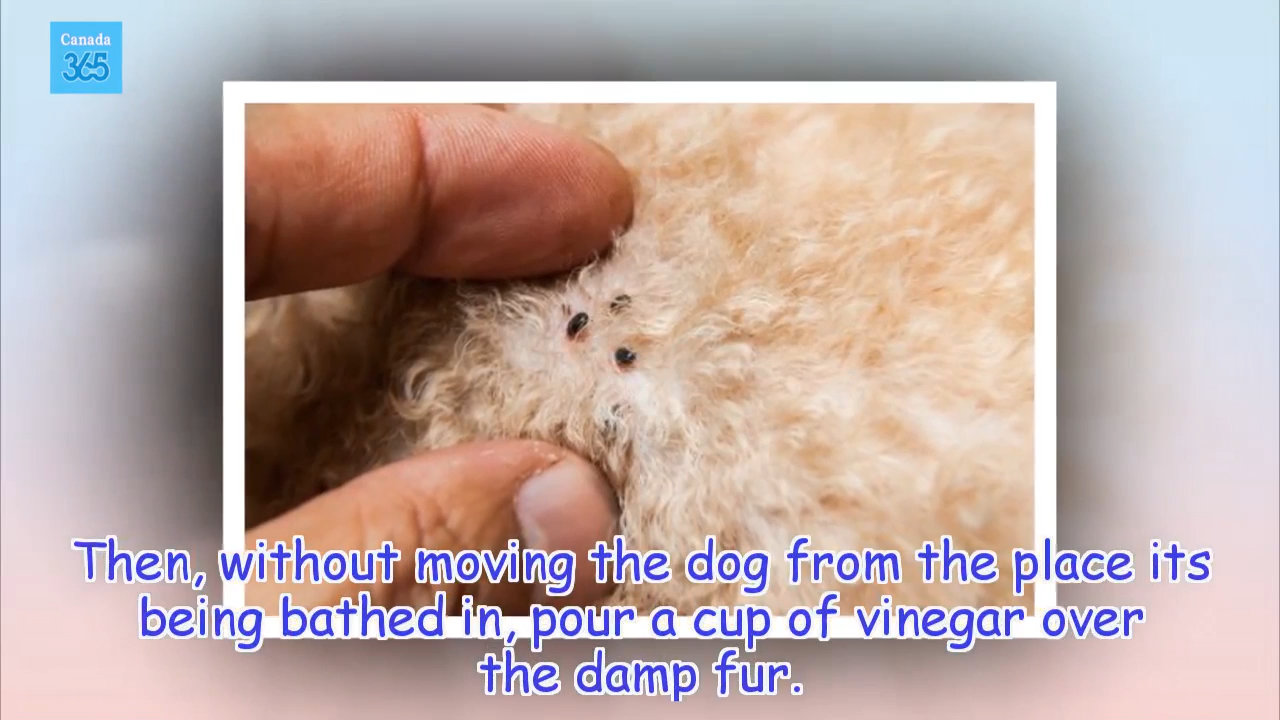 Canada
365
Then, without moving the dog from the place its
being bathed in, pour a cup of vinegar over
the damp fur.